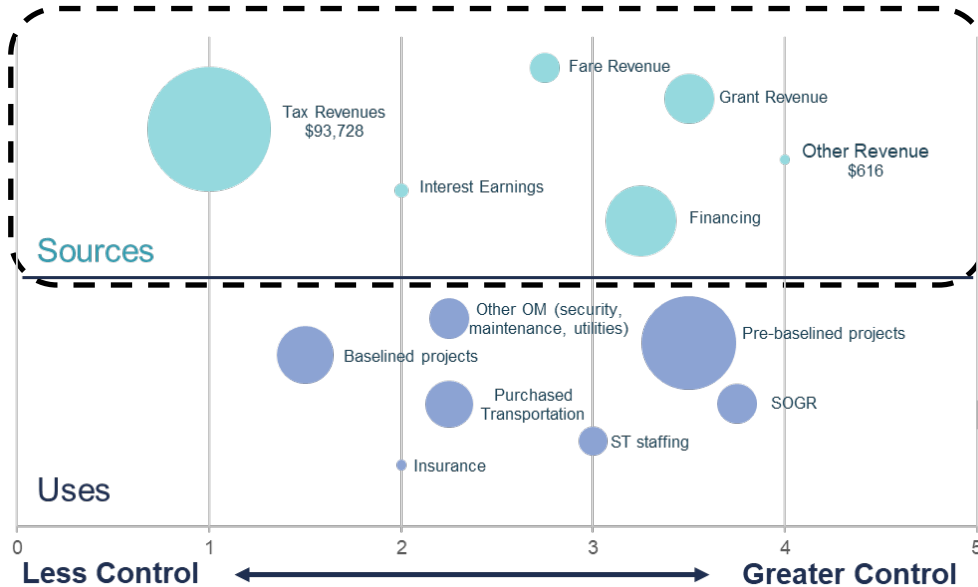 Fare Revenue
Grant Revenue
Tax Revenues
$93,728
Other Revenue
$616
Interest Earnings
Financing
Sources
Other OM (security,
maintenance, utilities)
Pre-baselined projects
Baselined projects
Purchased
Transportation
SOGR
ST staffing
Insurance
Uses
0 1 2 3 4 5
Less Control Greater Control